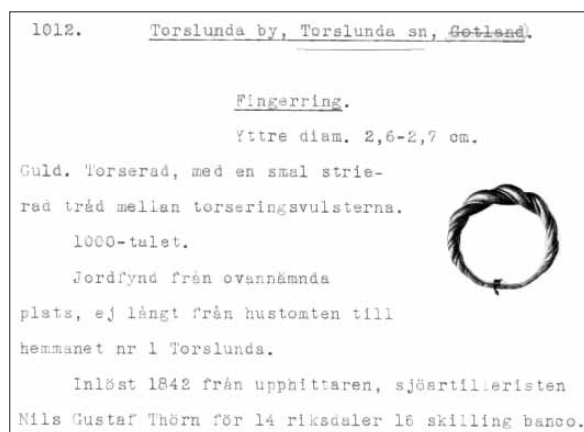 1012. Torslunda by, Torslunda sn, Gotland.
Fingerring.
Yttre diam. 2,6-2,7 cm.
Guld. Torserad, med en smal strie-
rad tråd mellan torseringsvulsterna.
1000-talet.
Jordfynd från ovannämnda
plats, ej långt från hustomten till
hemmanet nr 1 Torslunda.
Inlöst 1842 från upphittaren, sjöartilleristen
Nils Gustaf Thörn för 14 riksdaler 16 skilling banco.